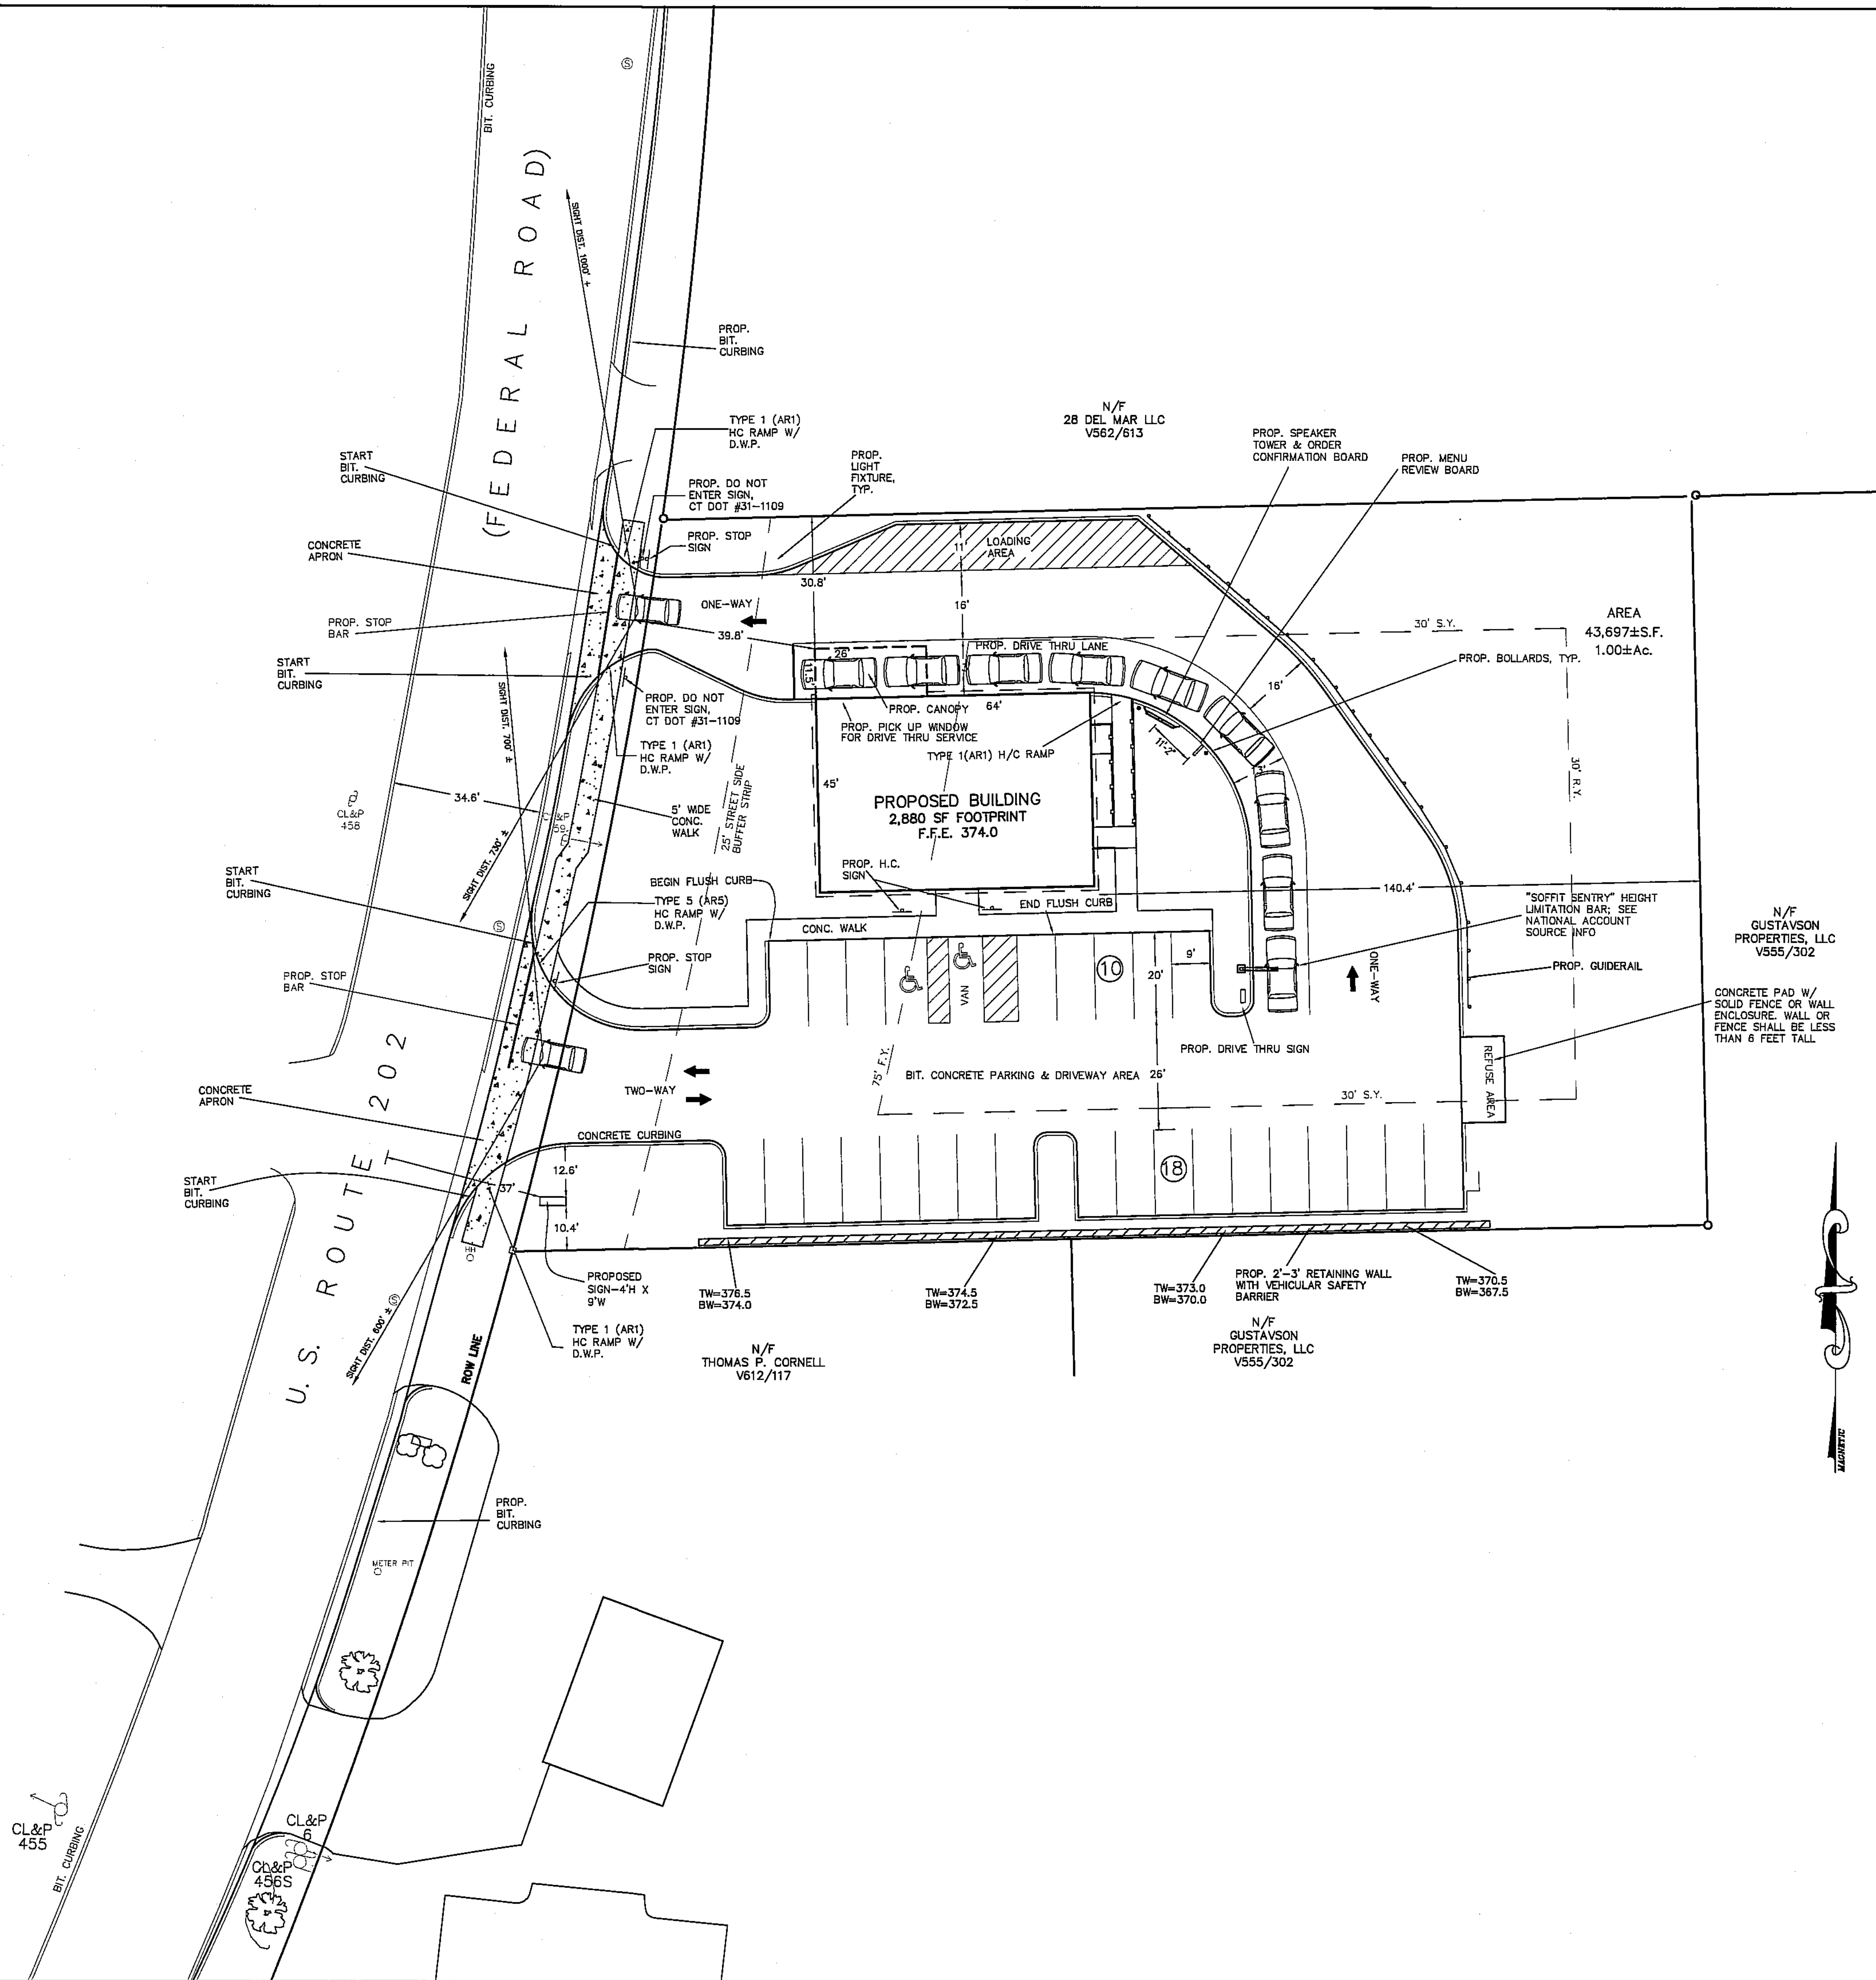 BIT. CURBING
S
(FEDERAL ROAD)
SIGHT DIST. 1000' ±
PROP.
BIT.
CURBING
TYPE 1 (AR1)
HC RAMP W/
D.W.P.
N/F
28 DEL MAR LLC
V562/613
PROP. SPEAKER
TOWER & ORDER
CONFIRMATION BOARD
PROP. MENU
REVIEW BOARD
START
BIT.
CURBING
PROP.
LIGHT
FIXTURE,
TYP.
PROP. DO NOT
ENTER SIGN,
CT DOT #31-1109
PROP. STOP
SIGN
CONCRETE
APRON
11'
LOADING
AREA
30.8'
16'
ONE-WAY
39.8'
PROP. STOP
BAR
AREA
43,697±S.F.
1.00±Ac.
30' S.Y.
PROP. DRIVE THRU LANE
26'
11.5'
START
BIT.
CURBING
PROP. BOLLARDS, TYP.
16'
PROP. DO NOT
ENTER SIGN,
CT DOT #31-1109
PROP. CANOPY
64'
PROP. PICK UP WINDOW
FOR DRIVE THRU SERVICE
SIGHT DIST. 700' ±
TYPE 1 (AR1)
HC RAMP W/
D.W.P.
TYPE 1(AR1) H/C RAMP
11'-2"
13'
30' R.Y.
45'
34.6'
CL&P
458
PROPOSED BUILDING
2,880 SF FOOTPRINT
F.F.E. 374.0
5' WIDE
CONC.
WALK
25' STREET SIDE
BUFFER STRIP
SIGHT DIST. 730' ±
PROP. H.C.
SIGN
START
BIT.
CURBING
BEGIN FLUSH CURB
TYPE 5 (AR5)
HC RAMP W/
D.W.P.
140.4'
END FLUSH CURB
"SOFFIT SENTRY" HEIGHT
LIMITATION BAR; SEE
NATIONAL ACCOUNT
SOURCE INFO
N/F
GUSTAVSON
PROPERTIES, LLC
V555/302
S
CONC. WALK
PROP. STOP
SIGN
PROP. STOP
BAR
10
9'
20'
VAN
ONE-WAY
PROP. GUIDERAIL
CONCRETE PAD W/
SOLID FENCE OR WALL
ENCLOSURE. WALL OR
FENCE SHALL BE LESS
THAN 6 FEET TALL
PROP. DRIVE THRU SIGN
REFUSE AREA
75' F.Y.
BIT. CONCRETE PARKING & DRIVEWAY AREA
26'
TWO-WAY
30' S.Y.
CONCRETE
APRON
U.S. ROUTE 202
CONCRETE CURBING
12.6'
18
START
BIT.
CURBING
37'
10.4'
HH
PROPOSED
SIGN-4'H X
9'W
TW=376.5
BW=374.0
TW=374.5
BW=372.5
TW=373.0
BW=370.0
PROP. 2'-3' RETAINING WALL
WITH VEHICULAR SAFETY
BARRIER
TW=370.5
BW=367.5
SIGHT DIST. 600' ±
S
TYPE 1 (AR1)
HC RAMP W/
D.W.P.
ROW LINE
N/F
THOMAS P. CORNELL
V612/117
N/F
GUSTAVSON
PROPERTIES, LLC
V555/302
MAGNETIC
PROP.
BIT.
CURBING
METER PIT
CL&P
455
BIT. CURBING
CL&P
6
CL&P
456S